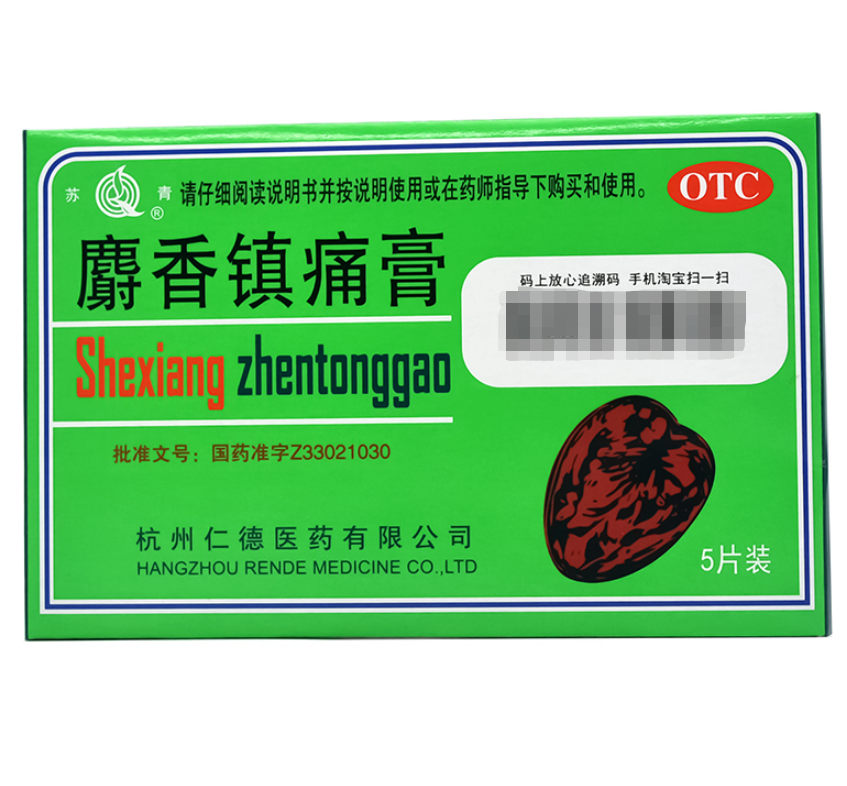 苏 青 ® 请仔细阅读说明书并按说明使用或在药师指导下购买和使用。 OTC
麝香镇痛膏
码上放心追溯码 手机淘宝扫一扫
Shexiang zhentonggao
批准文号：国药准字Z33021030
杭州仁德医药有限公司
HANGZHOU RENDE MEDICINE CO.,LTD
5片装